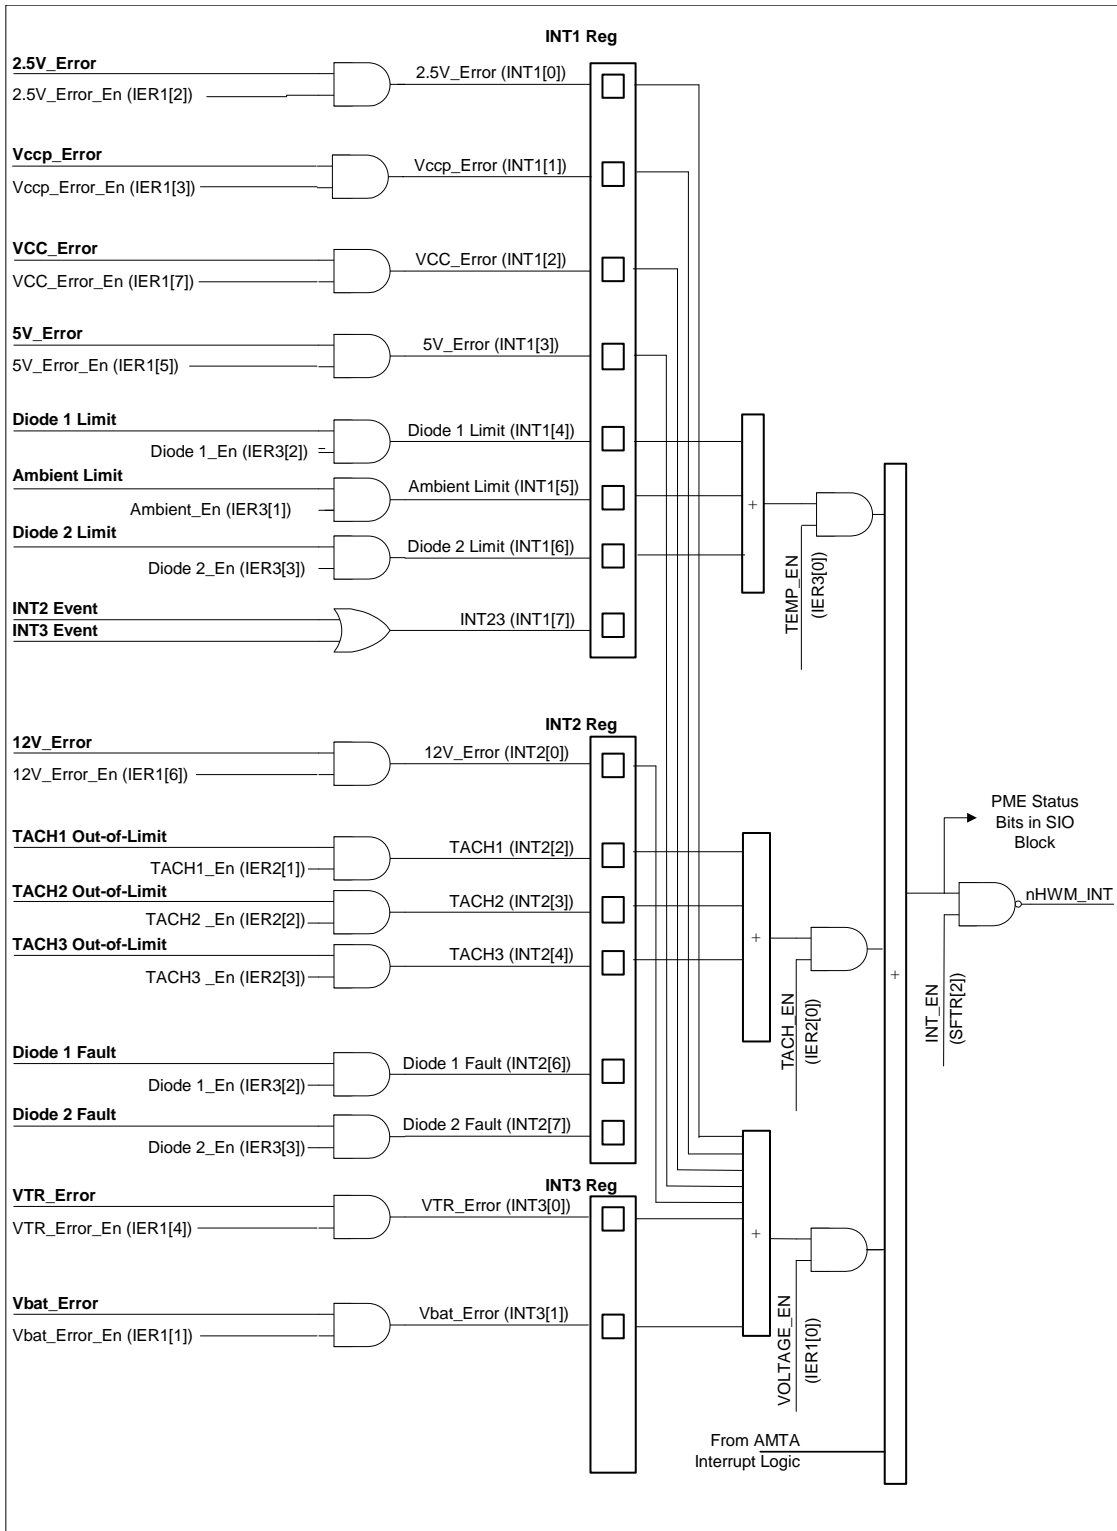 INT1 Reg
2.5V_Error
2.5V_Error_En (IER1[2])
2.5V_Error (INT1[0])
Vccp_Error
Vccp_Error_En (IER1[3])
Vccp_Error (INT1[1])
VCC_Error
VCC_Error_En (IER1[7])
VCC_Error (INT1[2])
5V_Error
5V_Error_En (IER1[5])
5V_Error (INT1[3])
Diode 1 Limit
Diode 1_En (IER3[2])
Diode 1 Limit (INT1[4])
Ambient Limit
Ambient_En (IER3[1])
Ambient Limit (INT1[5])
Diode 2 Limit
Diode 2_En (IER3[3])
Diode 2 Limit (INT1[6])
INT2 Event
INT3 Event
INT23 (INT1[7])
+
TEMP_EN
(IER3[0])
INT2 Reg
12V_Error
12V_Error_En (IER1[6])
12V_Error (INT2[0])
TACH1 Out-of-Limit
TACH1_En (IER2[1])
TACH1 (INT2[2])
TACH2 Out-of-Limit
TACH2 _En (IER2[2])
TACH2 (INT2[3])
TACH3 Out-of-Limit
TACH3 _En (IER2[3])
TACH3 (INT2[4])
+
TACH_EN
(IER2[0])
+
PME Status
Bits in SIO
Block
nHWM_INT
INT_EN
(SFTR[2])
Diode 1 Fault
Diode 1_En (IER3[2])
Diode 1 Fault (INT2[6])
Diode 2 Fault
Diode 2_En (IER3[3])
Diode 2 Fault (INT2[7])
INT3 Reg
VTR_Error
VTR_Error_En (IER1[4])
VTR_Error (INT3[0])
+
Vbat_Error
Vbat_Error_En (IER1[1])
Vbat_Error (INT3[1])
VOLTAGE_EN
(IER1[0])
From AMTA
Interrupt Logic